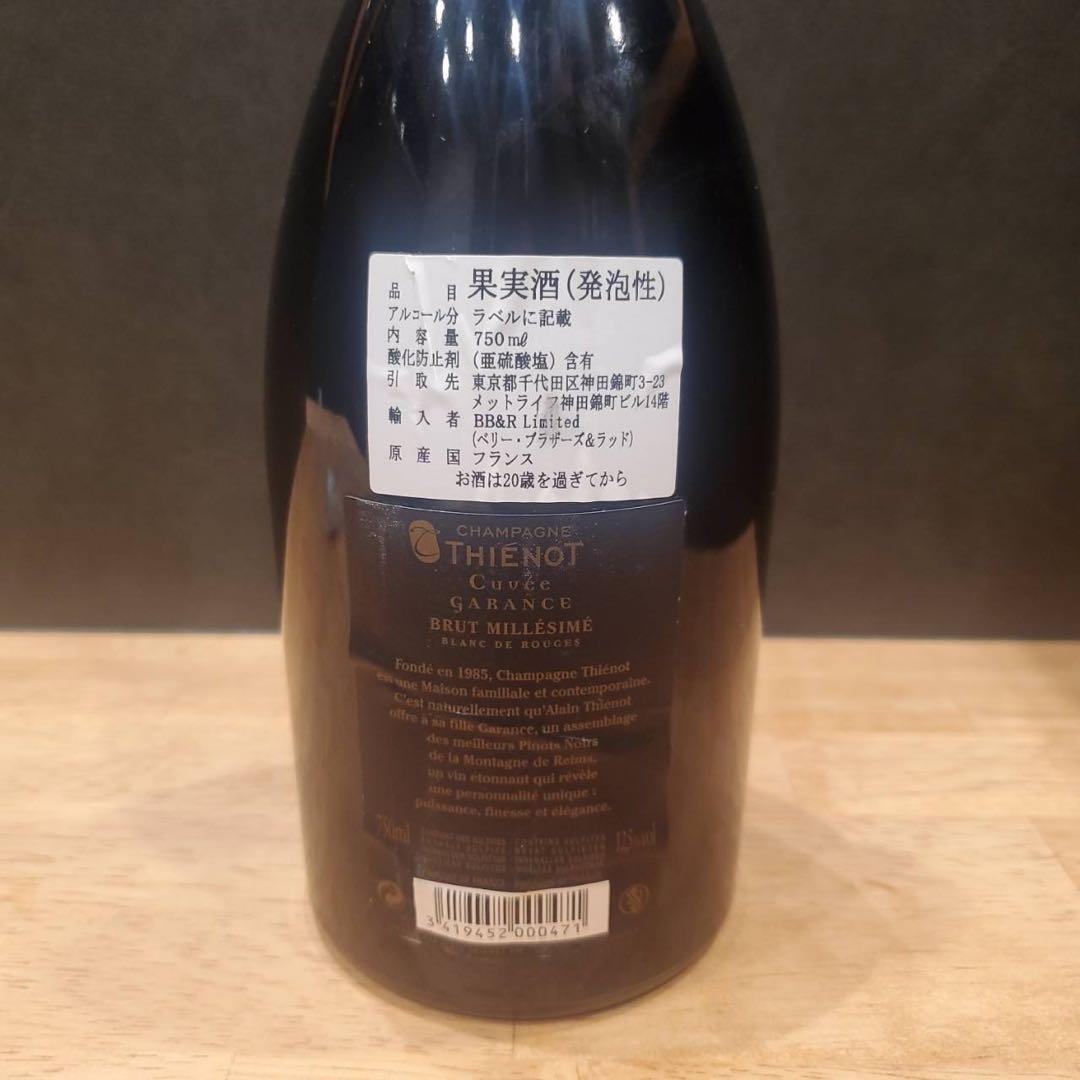 品目 果実酒(発泡性)
アルコール分 ラベルに記載
内容量 750㎖
酸化防止剤 (亜硫酸塩) 含有
引取先 東京都千代田区神田錦町3-23
メットライフ神田錦町ビル14階
輸入者 BB&R Limited
(ベリー・ブラザーズ&ラッド)
原産国 フランス
お酒は20歳を過ぎてから
CHAMPAGNE
THIÉNOT
Cuvée
GARANCE
BRUT MILLÉSIMÉ
BLANC DE ROUGES
Fondé en 1985, Champagne Thiénot
est une Maison familiale et contemporaine.
C'est naturellement qu'Alain Thiénot
offre à sa fille Garance, un assemblage
des meilleurs Pinots Noirs
de la Montagne de Reims,
un vin étonnant qui révèle
une personnalité unique :
puissance, finesse et élégance.
750ml 12,5%vol
3 419452 000471